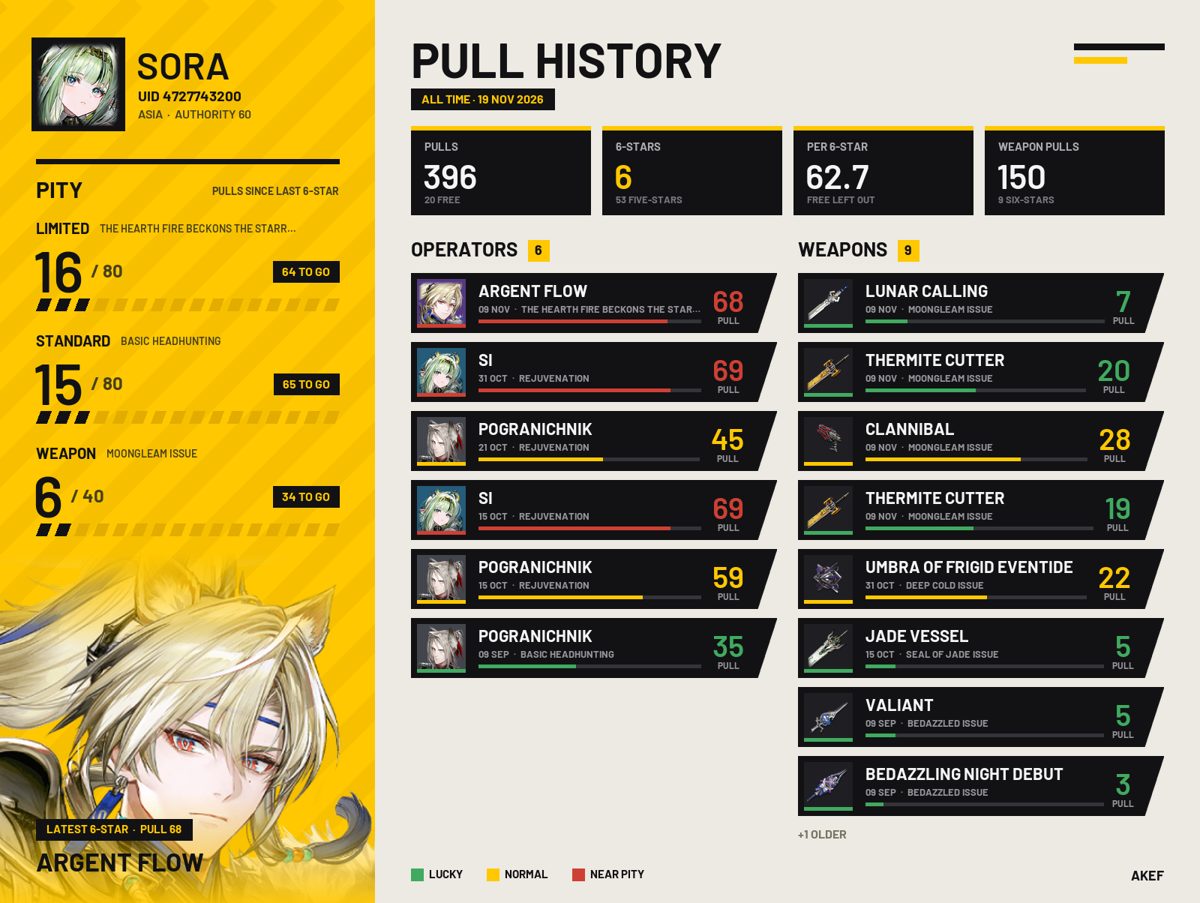 SORA
UID 4727743200
ASIA · AUTHORITY 60
PITY
PULLS SINCE LAST 6-STAR
LIMITED THE HEARTH FIRE BECKONS THE STARR...
16 / 80
64 TO GO
STANDARD BASIC HEADHUNTING
15 / 80
65 TO GO
WEAPON MOONGLEAM ISSUE
6 / 40
34 TO GO
LATEST 6-STAR · PULL 68
ARGENT FLOW
PULL HISTORY
ALL TIME · 19 NOV 2026
PULLS
396
20 FREE
6-STARS
6
53 FIVE-STARS
PER 6-STAR
62.7
FREE LEFT OUT
WEAPON PULLS
150
9 SIX-STARS
OPERATORS 6
ARGENT FLOW
09 NOV · THE HEARTH FIRE BECKONS THE STAR...
68
PULL
SI
31 OCT · REJUVENATION
69
PULL
POGRANICHNIK
21 OCT · REJUVENATION
45
PULL
SI
15 OCT · REJUVENATION
69
PULL
POGRANICHNIK
15 OCT · REJUVENATION
59
PULL
POGRANICHNIK
09 SEP · BASIC HEADHUNTING
35
PULL
WEAPONS 9
LUNAR CALLING
09 NOV · MOONGLEAM ISSUE
7
PULL
THERMITE CUTTER
09 NOV · MOONGLEAM ISSUE
20
PULL
CLANNIBAL
09 NOV · MOONGLEAM ISSUE
28
PULL
THERMITE CUTTER
09 NOV · MOONGLEAM ISSUE
19
PULL
UMBRA OF FRIGID EVENTIDE
31 OCT · DEEP COLD ISSUE
22
PULL
JADE VESSEL
15 OCT · SEAL OF JADE ISSUE
5
PULL
VALIANT
09 SEP · BEDAZZLED ISSUE
5
PULL
BEDAZZLING NIGHT DEBUT
09 SEP · BEDAZZLED ISSUE
3
PULL
+1 OLDER
LUCKY
NORMAL
NEAR PITY
AKEF